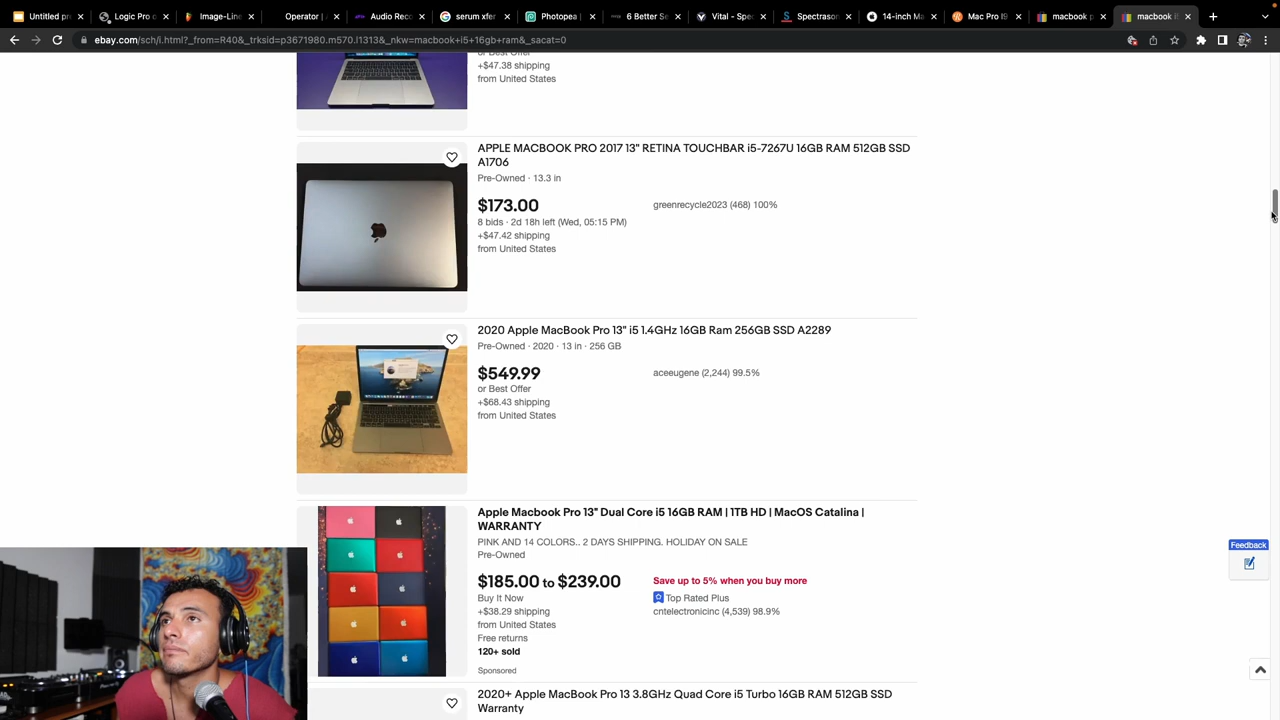 Untitled pr
Logic Pro o
Image-Line
Operator |
Audio Reco
serum xfer
Photopea |
6 Better Se
Vital - Spe
Spectrason
14-inch Ma
Mac Pro I9
macbook p
macbook i
ebay.com/sch/i.html?_from=R40&_trksid=p3671980.m570.l1313&_nkw=macbook+i5+16gb+ram&_sacat=0
or Best Offer
+$47.38 shipping
from United States
APPLE MACBOOK PRO 2017 13" RETINA TOUCHBAR i5-7267U 16GB RAM 512GB SSD
A1706
Pre-Owned · 13.3 in
$173.00
greenrecycle2023 (468) 100%
8 bids · 2d 18h left (Wed, 05:15 PM)
+$47.42 shipping
from United States
2020 Apple MacBook Pro 13" i5 1.4GHz 16GB Ram 256GB SSD A2289
Pre-Owned · 2020 · 13 in · 256 GB
$549.99
aceeugene (2,244) 99.5%
or Best Offer
+$68.43 shipping
from United States
Apple Macbook Pro 13" Dual Core i5 16GB RAM | 1TB HD | MacOS Catalina |
WARRANTY
PINK AND 14 COLORS.. 2 DAYS SHIPPING. HOLIDAY ON SALE
Pre-Owned
$185.00 to $239.00
Save up to 5% when you buy more
Buy It Now
Top Rated Plus
+$38.29 shipping
cntelectronicinc (4,539) 98.9%
from United States
Free returns
120+ sold
Sponsored
2020+ Apple MacBook Pro 13 3.8GHz Quad Core i5 Turbo 16GB RAM 512GB SSD
Warranty
Feedback